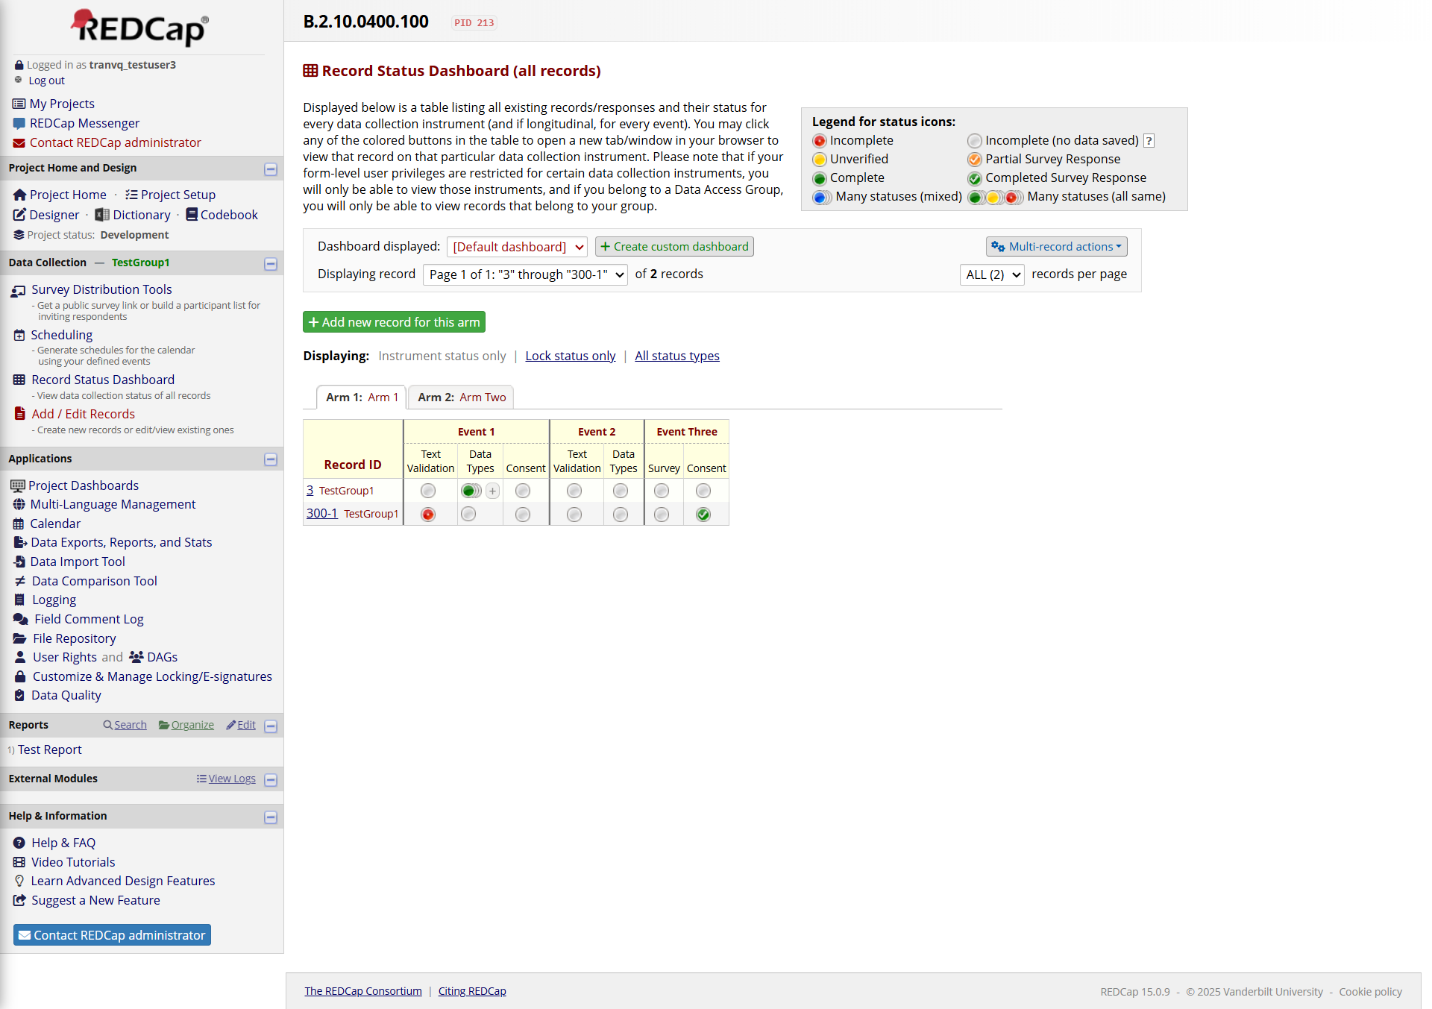 REDCap®
Logged in as tranvq_testuser3
Log out
My Projects
REDCap Messenger
Contact REDCap administrator
Project Home and Design
Project Home · Project Setup
Designer · Dictionary · Codebook
Project status: Development
Data Collection — TestGroup1
Survey Distribution Tools
- Get a public survey link or build a participant list for
inviting respondents
Scheduling
- Generate schedules for the calendar
using your defined events
Record Status Dashboard
- View data collection status of all records
Add / Edit Records
- Create new records or edit/view existing ones
Applications
Project Dashboards
Multi-Language Management
Calendar
Data Exports, Reports, and Stats
Data Import Tool
Data Comparison Tool
Logging
Field Comment Log
File Repository
User Rights and DAGs
Customize & Manage Locking/E-signatures
Data Quality
Reports Search Organize Edit
1) Test Report
External Modules View Logs
Help & Information
Help & FAQ
Video Tutorials
Learn Advanced Design Features
Suggest a New Feature
Contact REDCap administrator
B.2.10.0400.100 PID 213
Record Status Dashboard (all records)
Displayed below is a table listing all existing records/responses and their status for
every data collection instrument (and if longitudinal, for every event). You may click
any of the colored buttons in the table to open a new tab/window in your browser to
view that record on that particular data collection instrument. Please note that if your
form-level user privileges are restricted for certain data collection instruments, you
will only be able to view those instruments, and if you belong to a Data Access Group,
you will only be able to view records that belong to your group.
Legend for status icons:
Incomplete Incomplete (no data saved) ?
Unverified Partial Survey Response
Complete Completed Survey Response
Many statuses (mixed) Many statuses (all same)
Dashboard displayed: [Default dashboard] + Create custom dashboard Multi-record actions
Displaying record Page 1 of 1: "3" through "300-1" of 2 records ALL (2) records per page
+ Add new record for this arm
Displaying: Instrument status only | Lock status only | All status types
Arm 1: Arm 1 Arm 2: Arm Two
Event 1 Event 2 Event Three
Record ID Text Validation Data Types Consent Text Validation Data Types Survey Consent
3 TestGroup1 +
300-1 TestGroup1
The REDCap Consortium | Citing REDCap REDCap 15.0.9 - © 2025 Vanderbilt University - Cookie policy